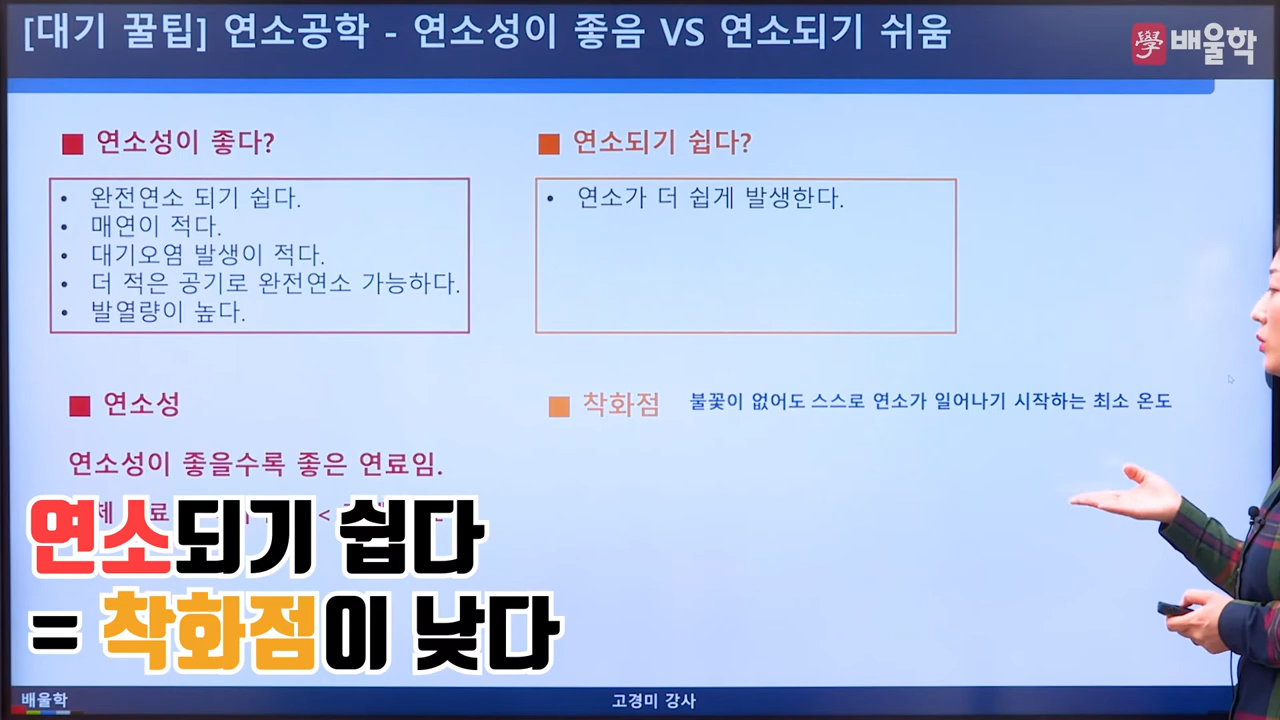 [대기 꿀팁] 연소공학 - 연소성이 좋음 VS 연소되기 쉬움
學 배울학
■ 연소성이 좋다?
• 완전연소 되기 쉽다.
• 매연이 적다.
• 대기오염 발생이 적다.
• 더 적은 공기로 완전연소 가능하다.
• 발열량이 높다.
■ 연소되기 쉽다?
• 연소가 더 쉽게 발생한다.
■ 연소성
연소성이 좋을수록 좋은 연료임.
■ 착화점 불꽃이 없어도 스스로 연소가 일어나기 시작하는 최소 온도
체 료 <
연소되기 쉽다
= 착화점이 낮다
배울학
고경미 강사